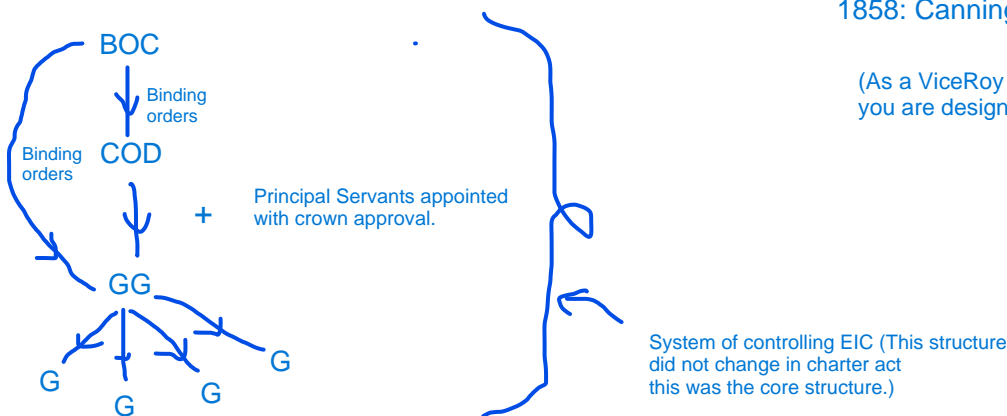 1858: Canning
BOC
(As a ViceRoy
you are design
Binding
orders
Binding
orders
COD
Principal Servants appointed
with crown approval.
+
GG
System of controlling EIC (This structure
did not change in charter act
this was the core structure.)
G
G
G
G